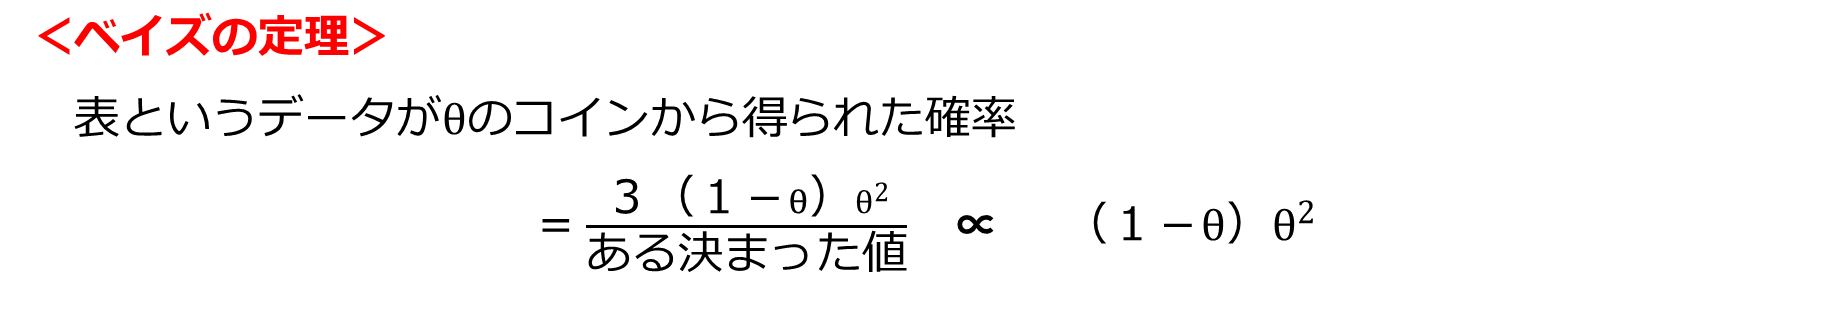 ＜ベイズの定理＞
表というデータがθのコインから得られた確率
＝ ３（１－θ）θ² / ある決まった値 ∝ （１－θ）θ²